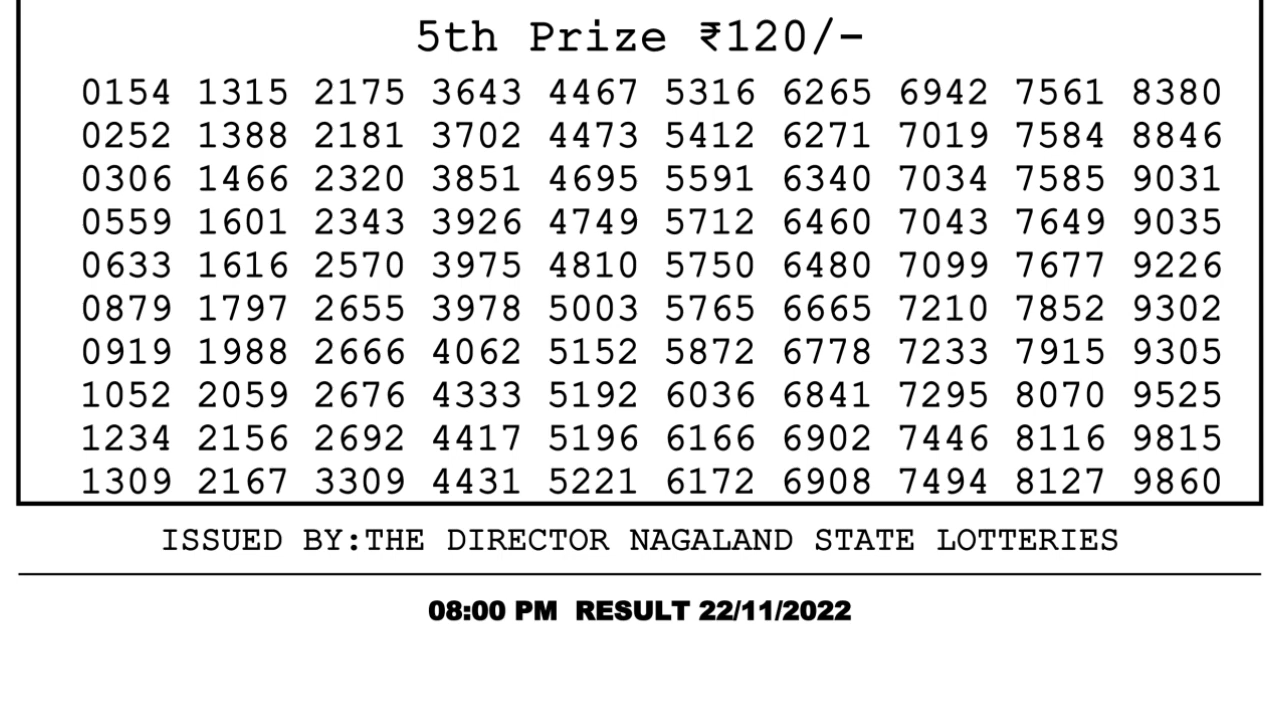 5th Prize ₹120/-
0154 1315 2175 3643 4467 5316 6265 6942 7561 8380
0252 1388 2181 3702 4473 5412 6271 7019 7584 8846
0306 1466 2320 3851 4695 5591 6340 7034 7585 9031
0559 1601 2343 3926 4749 5712 6460 7043 7649 9035
0633 1616 2570 3975 4810 5750 6480 7099 7677 9226
0879 1797 2655 3978 5003 5765 6665 7210 7852 9302
0919 1988 2666 4062 5152 5872 6778 7233 7915 9305
1052 2059 2676 4333 5192 6036 6841 7295 8070 9525
1234 2156 2692 4417 5196 6166 6902 7446 8116 9815
1309 2167 3309 4431 5221 6172 6908 7494 8127 9860
ISSUED BY:THE DIRECTOR NAGALAND STATE LOTTERIES
08:00 PM RESULT 22/11/2022